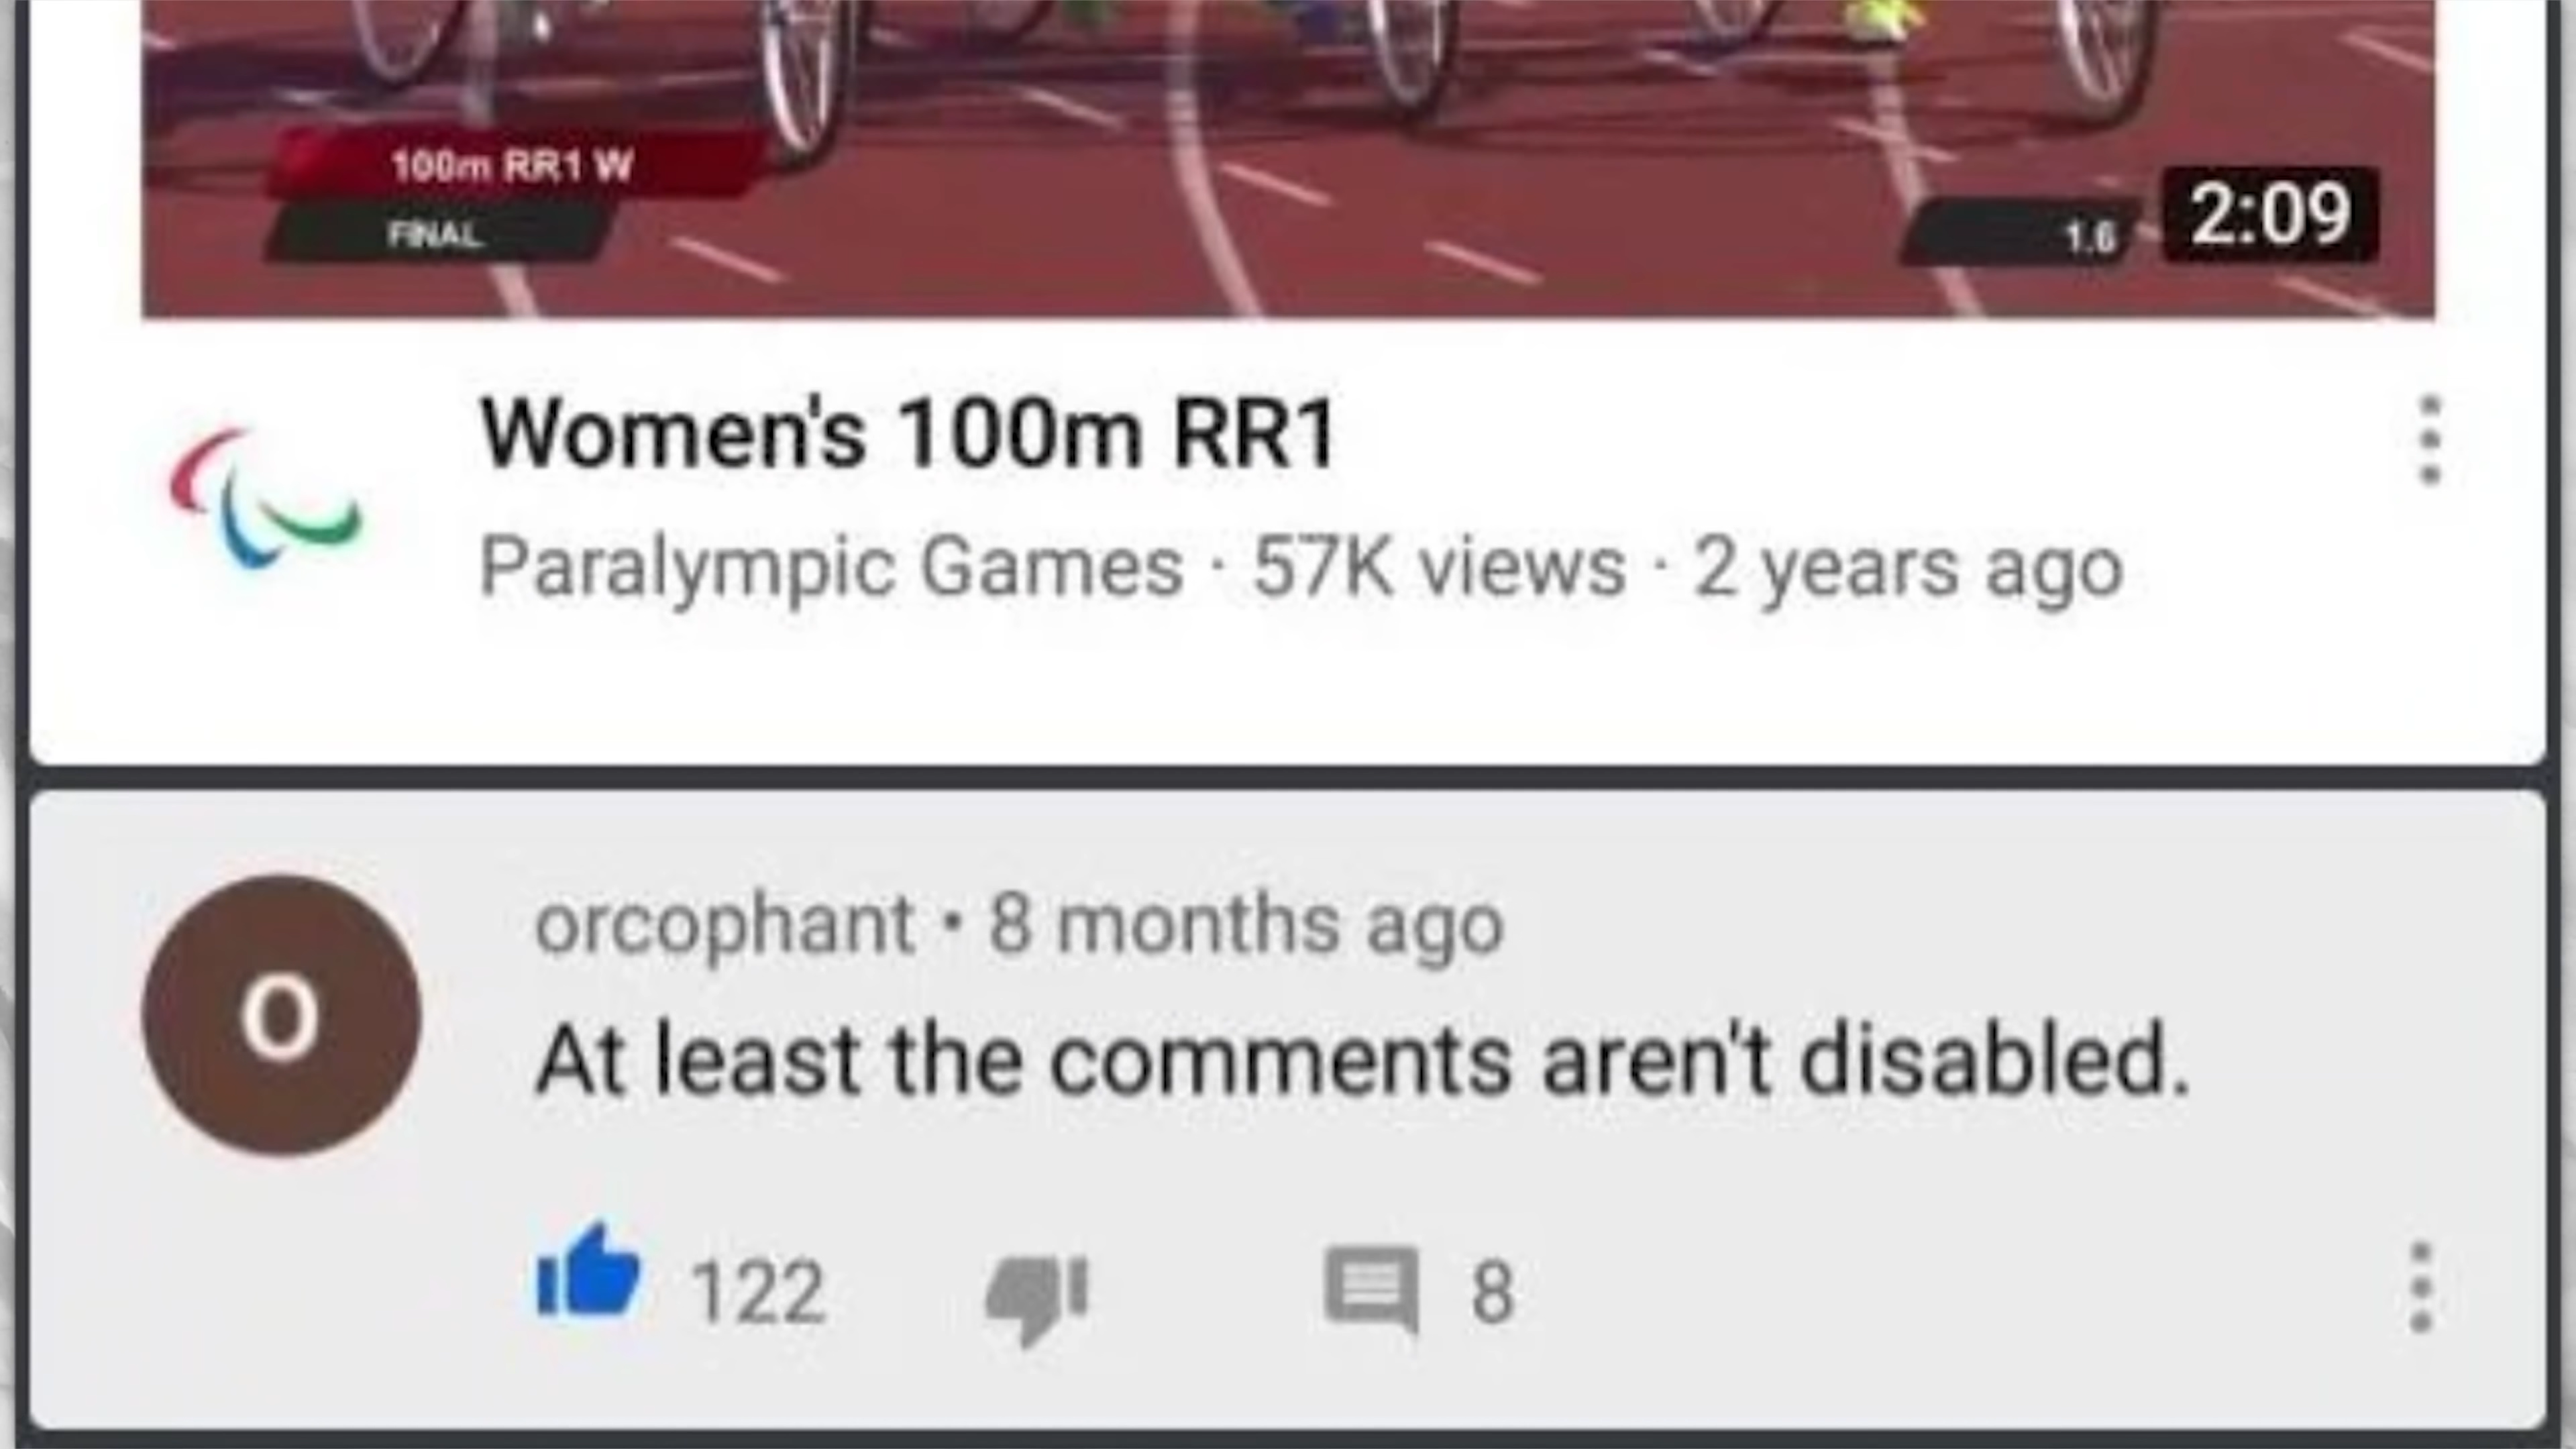 100m RR1 W
FINAL
1.6
2:09
Women's 100m RR1
Paralympic Games · 57K views · 2 years ago
O
orcophant • 8 months ago
At least the comments aren't disabled.
122
8